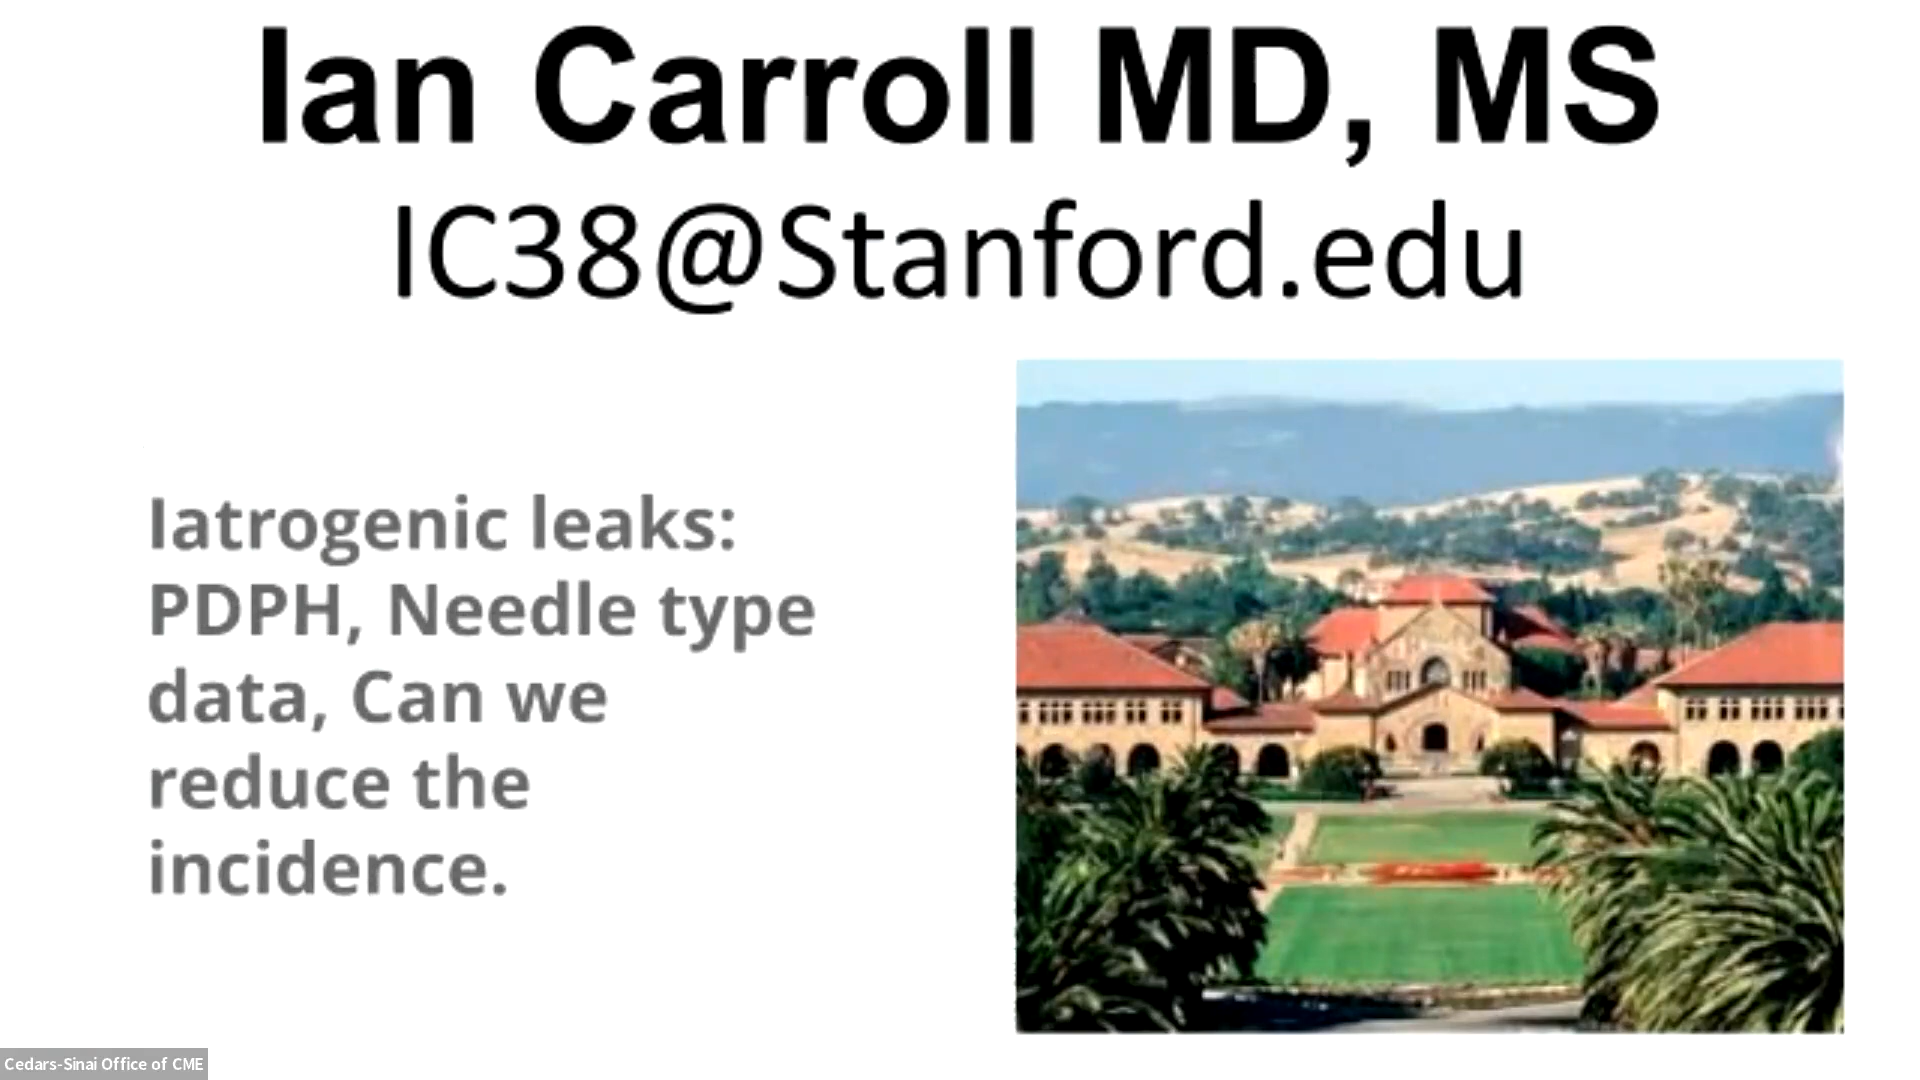 Ian Carroll MD, MS
IC38@Stanford.edu
Iatrogenic leaks:
PDPH, Needle type
data, Can we
reduce the
incidence.
Cedars-Sinai Office of CME